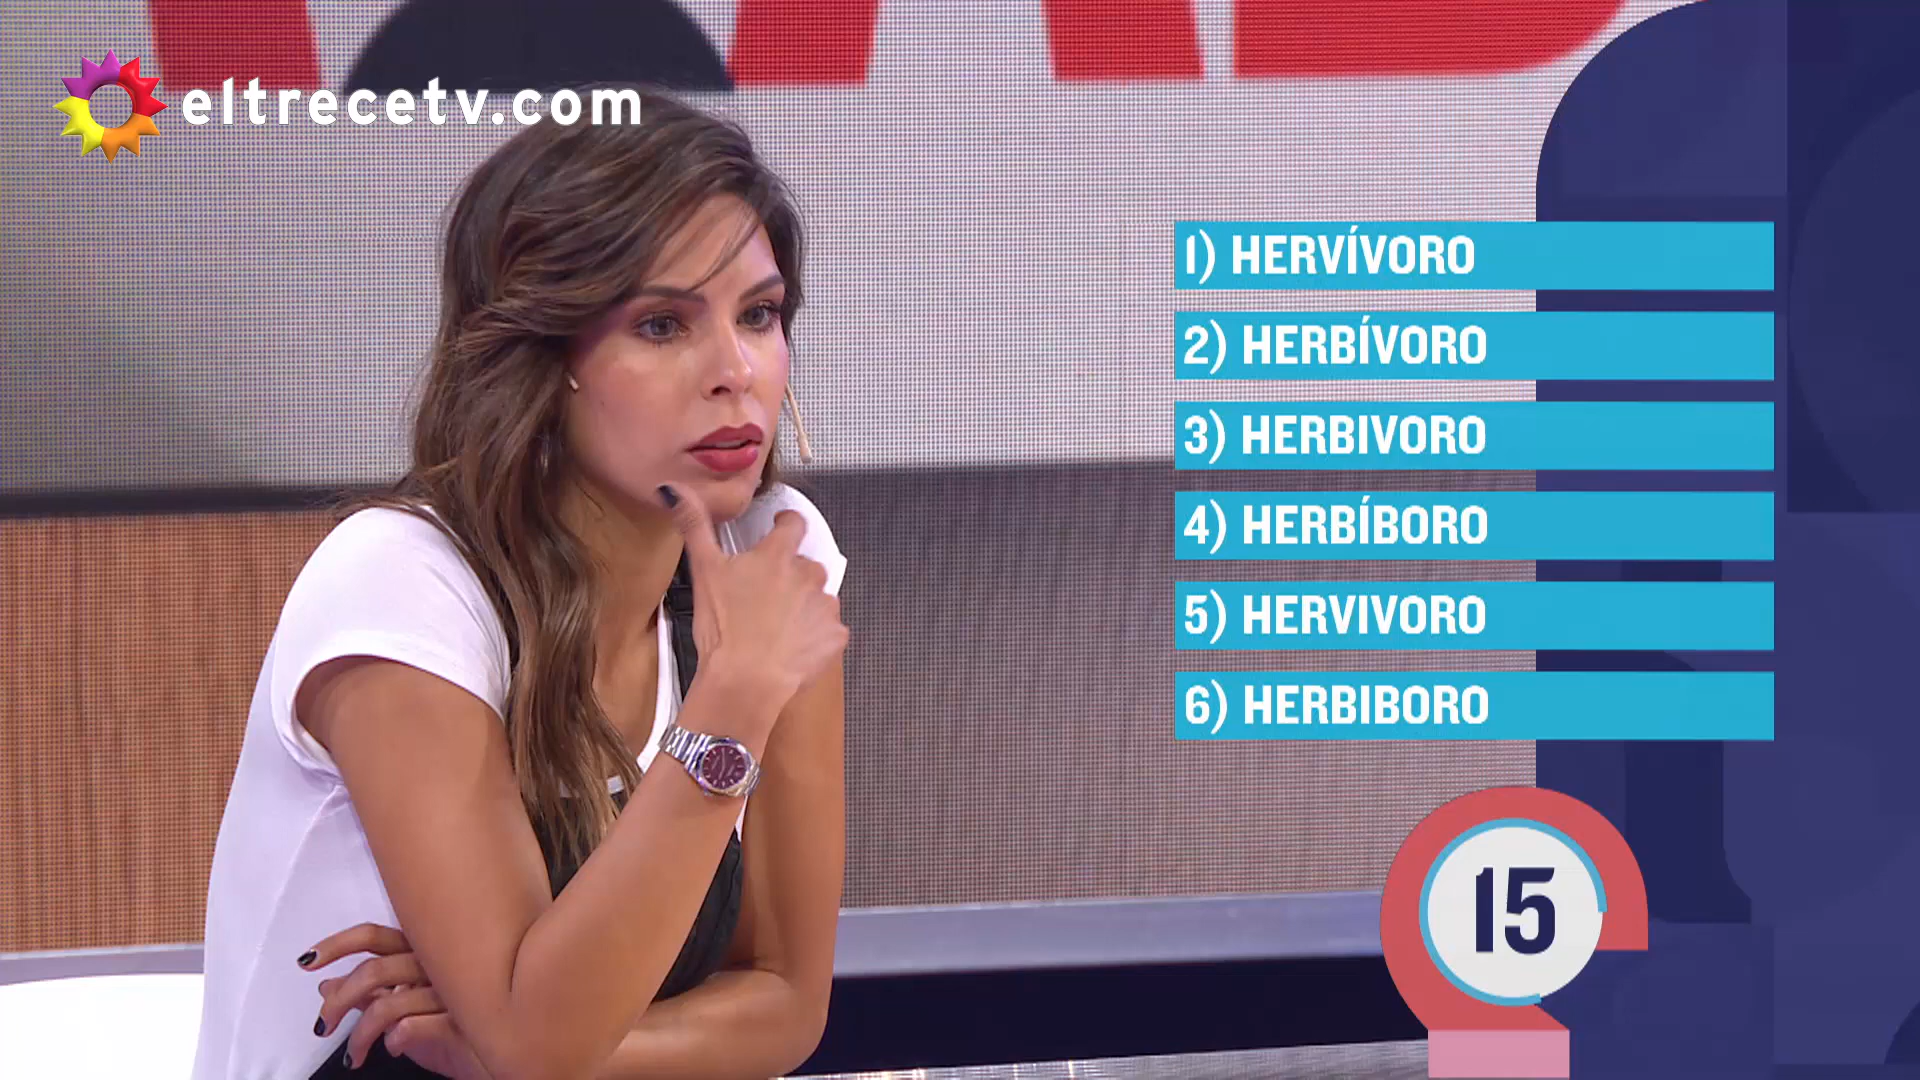 eltrecetv.com
1) HERVÍVORO
2) HERBÍVORO
3) HERBIVORO
4) HERBÍBORO
5) HERVIVORO
6) HERBIBORO
15